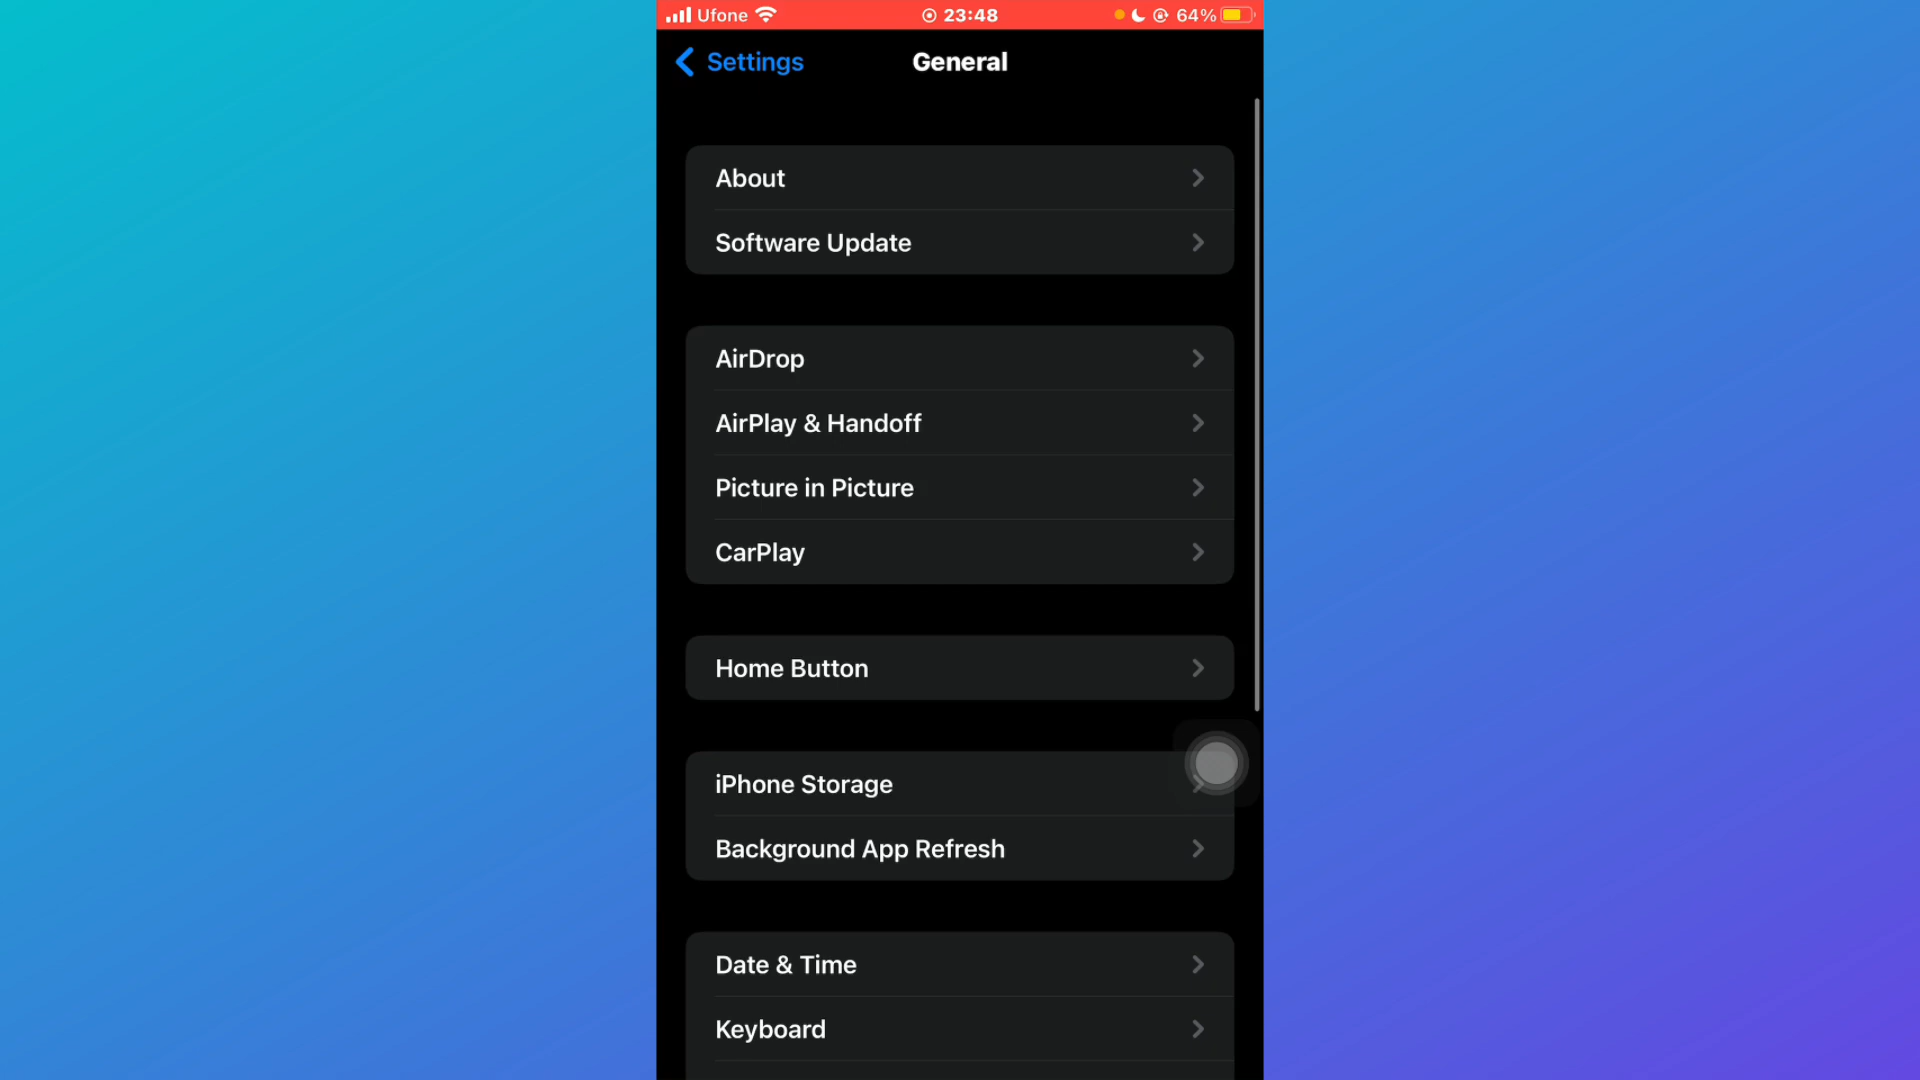 Ufone 23:48 64%
Settings General
About
Software Update
AirDrop
AirPlay & Handoff
Picture in Picture
CarPlay
Home Button
iPhone Storage
Background App Refresh
Date & Time
Keyboard